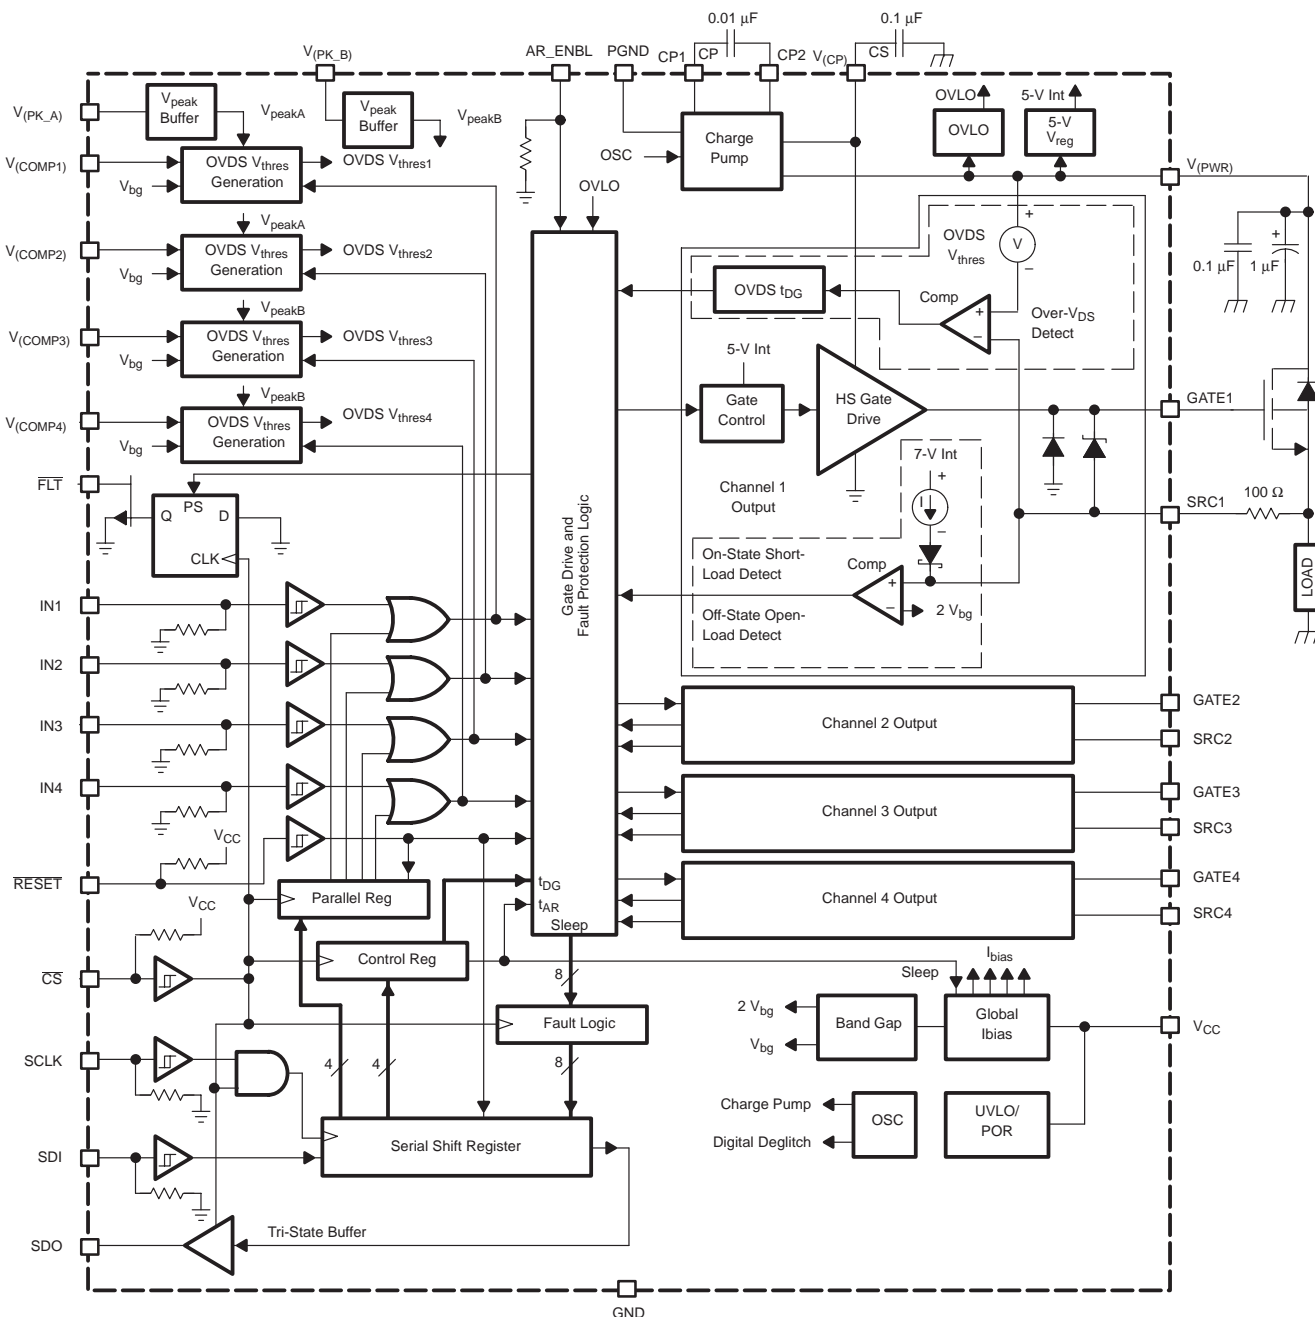 0.01 μF
0.1 μF
V(PK_B)
AR_ENBL
PGND
CP1
CP
CP2
V(CP)
CS
V(PK_A)
Vpeak
Buffer
VpeakA
Vpeak
Buffer
VpeakB
OVLO
5-V Int
OVLO
5-V
Vreg
Charge
Pump
OSC
V(COMP1)
OVDS Vthres
Generation
OVDS Vthres1
Vbg
V(PWR)
OVLO
VpeakA
V(COMP2)
OVDS Vthres
Generation
OVDS Vthres2
Vbg
OVDS
Vthres
+
V
−
0.1 μF
+
1 μF
OVDS tDG
Comp
+
−
Over-VDS
Detect
VpeakB
V(COMP3)
OVDS Vthres
Generation
OVDS Vthres3
Vbg
5-V Int
Gate
Control
HS Gate
Drive
GATE1
VpeakB
V(COMP4)
OVDS Vthres
Generation
OVDS Vthres4
Vbg
7-V Int
+
I
−
FLT
PS
Q
D
CLK
Channel 1
Output
SRC1
100 Ω
LOAD
Gate Drive and
Fault Protection Logic
On-State Short-
Load Detect
Comp
+
−
2 Vbg
Off-State Open-
Load Detect
IN1
IN2
IN3
IN4
VCC
RESET
Channel 2 Output
GATE2
SRC2
Channel 3 Output
GATE3
SRC3
Channel 4 Output
GATE4
SRC4
Parallel Reg
tDG
tAR
Sleep
VCC
CS
Control Reg
8
Sleep
Ibias
Fault Logic
2 Vbg
Vbg
Band Gap
Global
Ibias
VCC
SCLK
4
4
8
Charge Pump
Digital Deglitch
OSC
UVLO/
POR
SDI
Serial Shift Register
SDO
Tri-State Buffer
GND